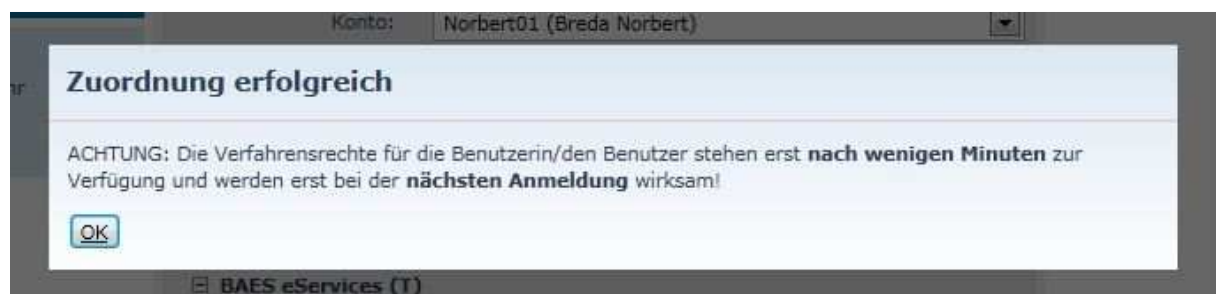 Konto: Norbert01 (Breda Norbert)
Zuordnung erfolgreich
ACHTUNG: Die Verfahrensrechte für die Benutzerin/den Benutzer stehen erst nach wenigen Minuten zur
Verfügung und werden erst bei der nächsten Anmeldung wirksam!
OK
BAES eServices (T)